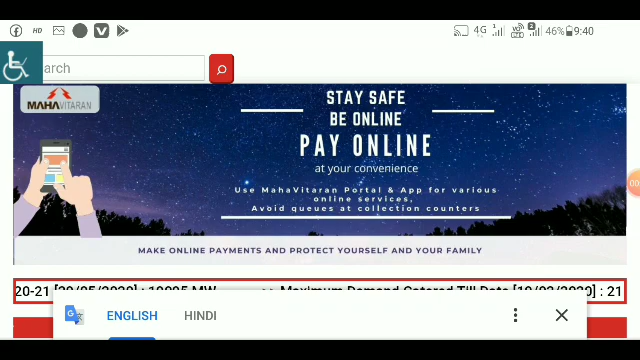 HD 4G 46% 9:40
arch
MAHAVITARAN
STAY SAFE
BE ONLINE
PAY ONLINE
at your convenience
Use MahaVitaran Portal & App for various
online services.
Avoid queues at collection counters
MAKE ONLINE PAYMENTS AND PROTECT YOURSELF AND YOUR FAMILY
ENGLISH HINDI